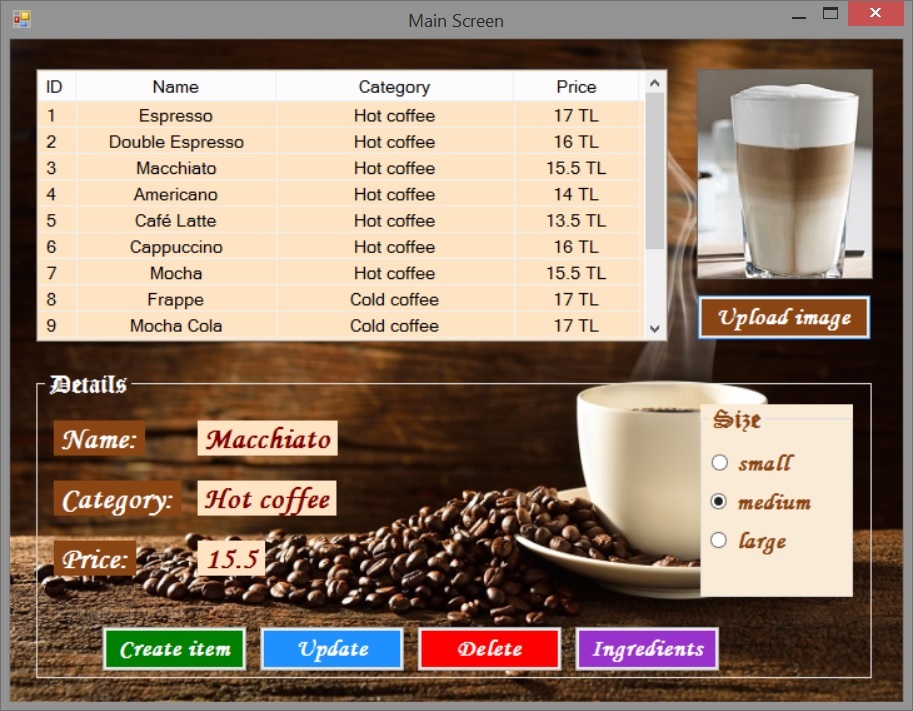 Main Screen
ID Name Category Price
1 Espresso Hot coffee 17 TL
2 Double Espresso Hot coffee 16 TL
3 Macchiato Hot coffee 15.5 TL
4 Americano Hot coffee 14 TL
5 Café Latte Hot coffee 13.5 TL
6 Cappuccino Hot coffee 16 TL
7 Mocha Hot coffee 15.5 TL
8 Frappe Cold coffee 17 TL
9 Mocha Cola Cold coffee 17 TL
Upload image
Details
Name: Macchiato
Category: Hot coffee
Price: 15.5
Size
small
medium
large
Create item Update Delete Ingredients